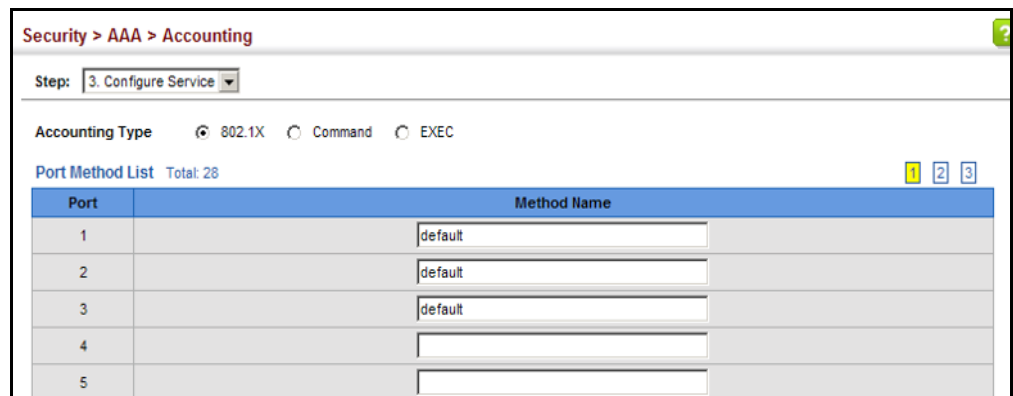 Security > AAA > Accounting
?
Step: 3. Configure Service
Accounting Type 802.1X Command EXEC
Port Method List Total: 28 1 2 3
Port Method Name
1 default
2 default
3 default
4
5